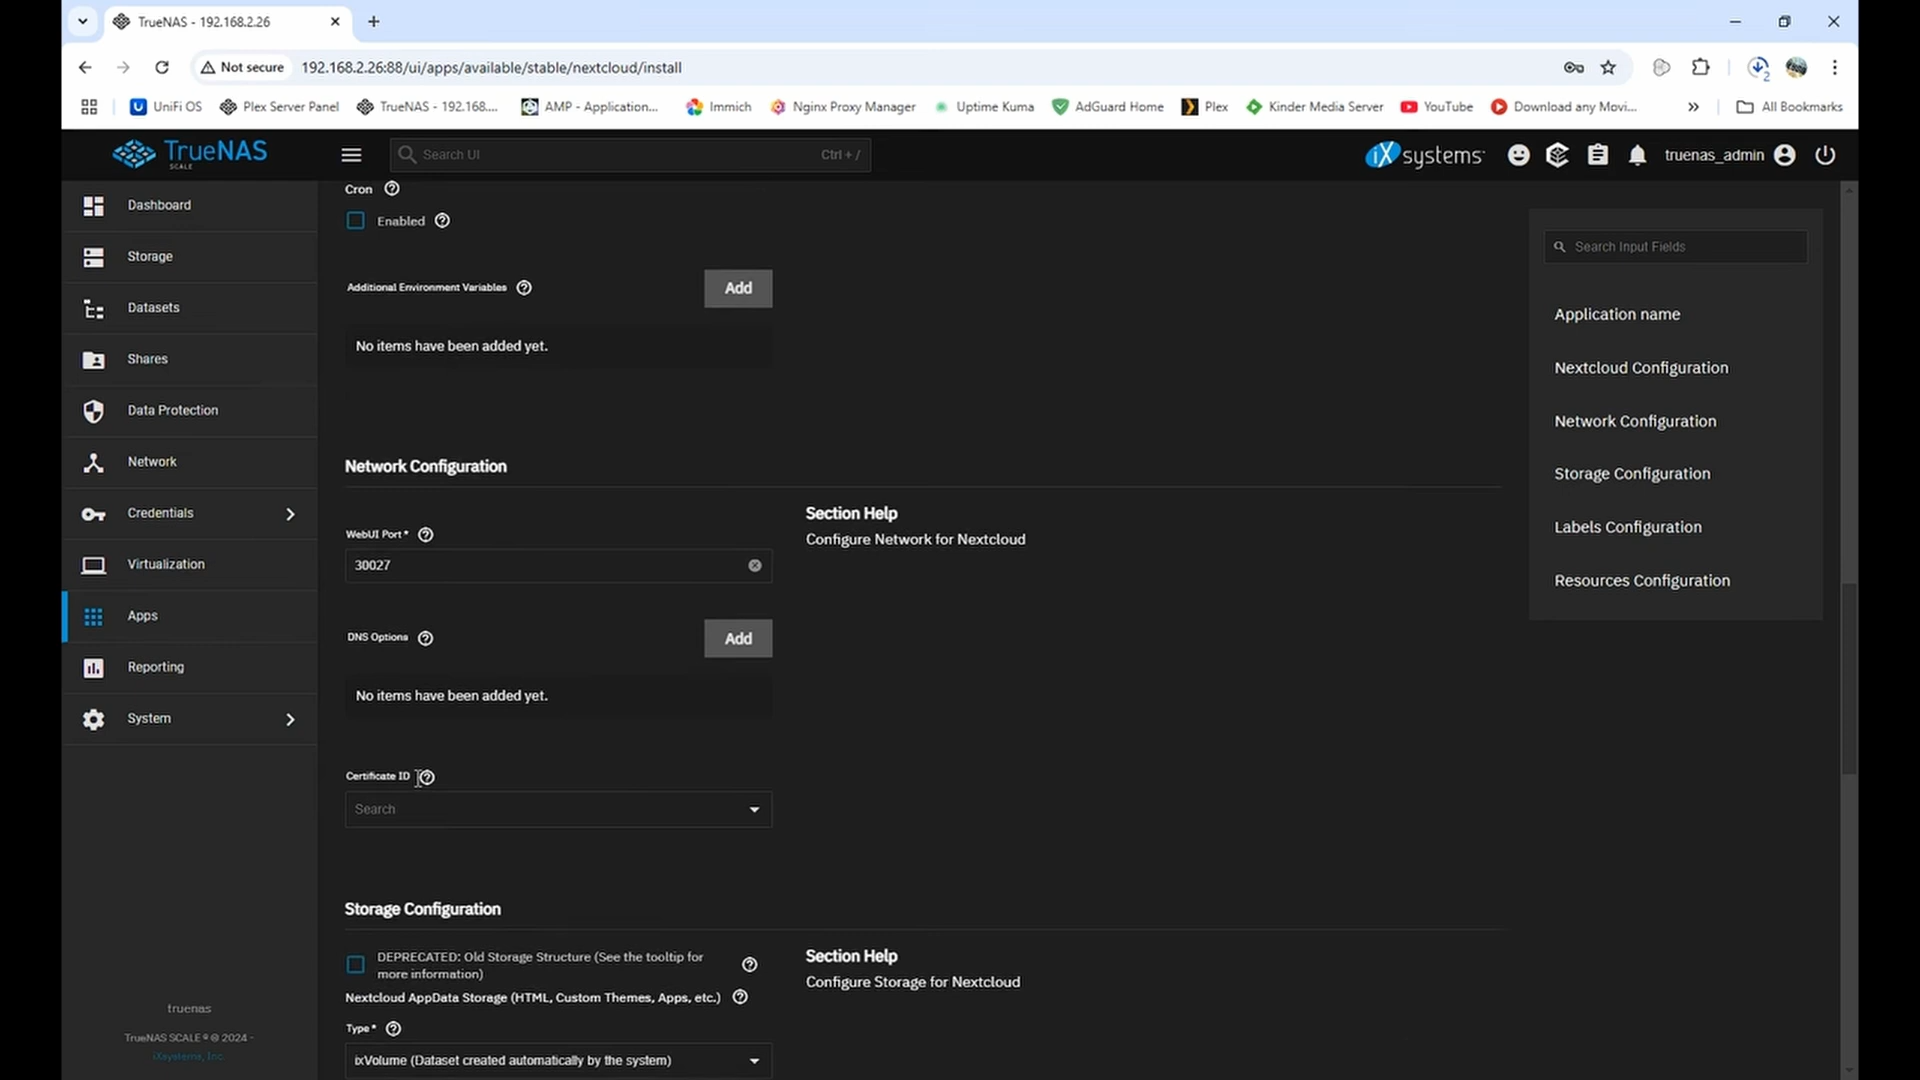 TrueNAS - 192.168.2.26
Not secure
192.168.2.26:88/ui/apps/available/stable/nextcloud/install
2
UniFi OS
Plex Server Panel
TrueNAS - 192.168....
AMP - Application...
Immich
Nginx Proxy Manager
Uptime Kuma
AdGuard Home
Plex
Kinder Media Server
YouTube
Download any Movi...
All Bookmarks
TrueNAS
SCALE
Search UI
Ctrl + /
iXsystems
truenas_admin
Dashboard
Storage
Datasets
Shares
Data Protection
Network
Credentials
Virtualization
Apps
Reporting
System
truenas
TrueNAS SCALE ® © 2024 -
iXsystems, Inc
Cron
Enabled
Additional Environment Variables
Add
No items have been added yet.
Network Configuration
WebUI Port *
30027
Section Help
Configure Network for Nextcloud
DNS Options
Add
No items have been added yet.
Certificate ID
Search
Storage Configuration
DEPRECATED: Old Storage Structure (See the tooltip for
more information)
Section Help
Configure Storage for Nextcloud
Nextcloud AppData Storage (HTML, Custom Themes, Apps, etc.)
Type *
ixVolume (Dataset created automatically by the system)
Search Input Fields
Application name
Nextcloud Configuration
Network Configuration
Storage Configuration
Labels Configuration
Resources Configuration